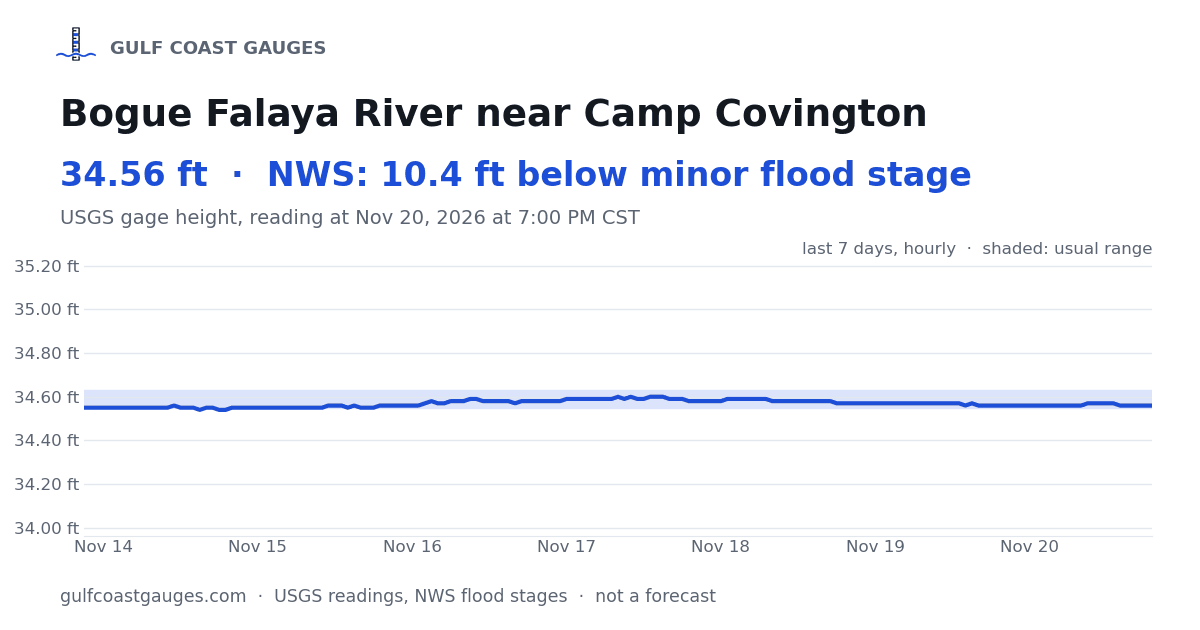 GULF COAST GAUGES
Bogue Falaya River near Camp Covington
34.56 ft · NWS: 10.4 ft below minor flood stage
USGS gage height, reading at Nov 20, 2026 at 7:00 PM CST
last 7 days, hourly · shaded: usual range
35.20 ft
35.00 ft
34.80 ft
34.60 ft
34.40 ft
34.20 ft
34.00 ft
Nov 14 Nov 15 Nov 16 Nov 17 Nov 18 Nov 19 Nov 20
gulfcoastgauges.com · USGS readings, NWS flood stages · not a forecast